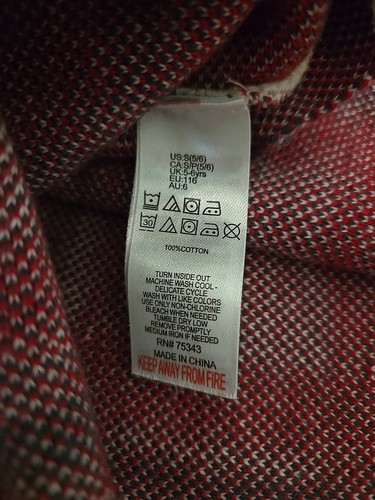 US:S(5/6)
CA:S/P(5/6)
UK:5-6yrs
EU:116
AU:6
30
100%COTTON
TURN INSIDE OUT
MACHINE WASH COOL -
DELICATE CYCLE
WASH WITH LIKE COLORS
USE ONLY NON-CHLORINE
BLEACH WHEN NEEDED
TUMBLE DRY LOW
REMOVE PROMPTLY
MEDIUM IRON IF NEEDED
RN# 75343
MADE IN CHINA
KEEP AWAY FROM FIRE